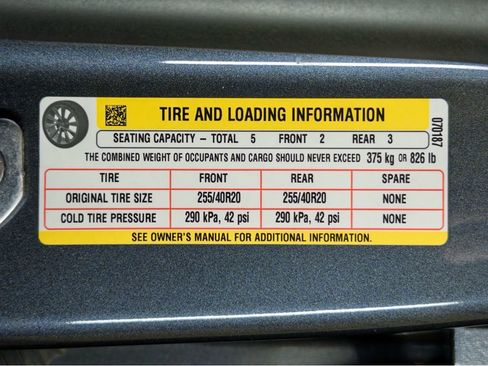 TIRE AND LOADING INFORMATION
070187
SEATING CAPACITY – TOTAL 5 FRONT 2 REAR 3
THE COMBINED WEIGHT OF OCCUPANTS AND CARGO SHOULD NEVER EXCEED 375 kg OR 826 lb
TIRE FRONT REAR SPARE
ORIGINAL TIRE SIZE 255/40R20 255/40R20 NONE
COLD TIRE PRESSURE 290 kPa, 42 psi 290 kPa, 42 psi NONE
SEE OWNER'S MANUAL FOR ADDITIONAL INFORMATION.